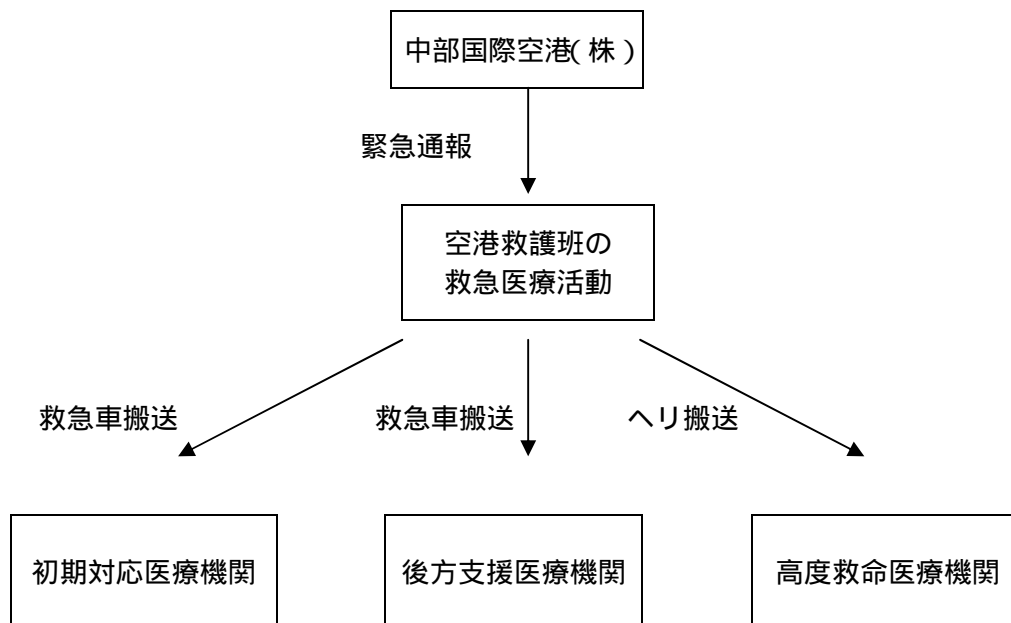 中部国際空港(株)
緊急通報
空港救護班の
救急医療活動
救急車搬送
救急車搬送
ヘリ搬送
初期対応医療機関
後方支援医療機関
高度救命医療機関